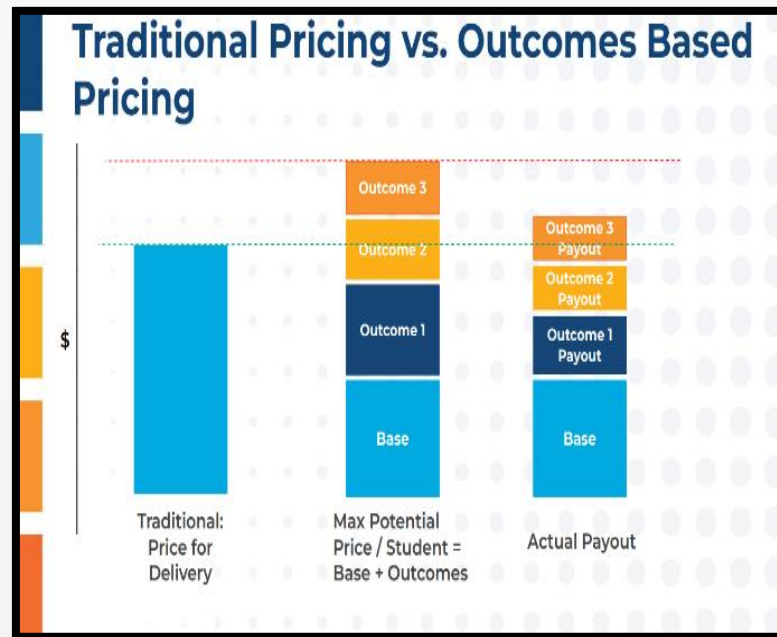 Traditional Pricing vs. Outcomes Based
Pricing
$
Outcome 3
Outcome 2
Outcome 1
Base
Outcome 3
Payout
Outcome 2
Payout
Outcome 1
Payout
Base
Traditional:
Price for
Delivery
Max Potential
Price / Student =
Base + Outcomes
Actual Payout